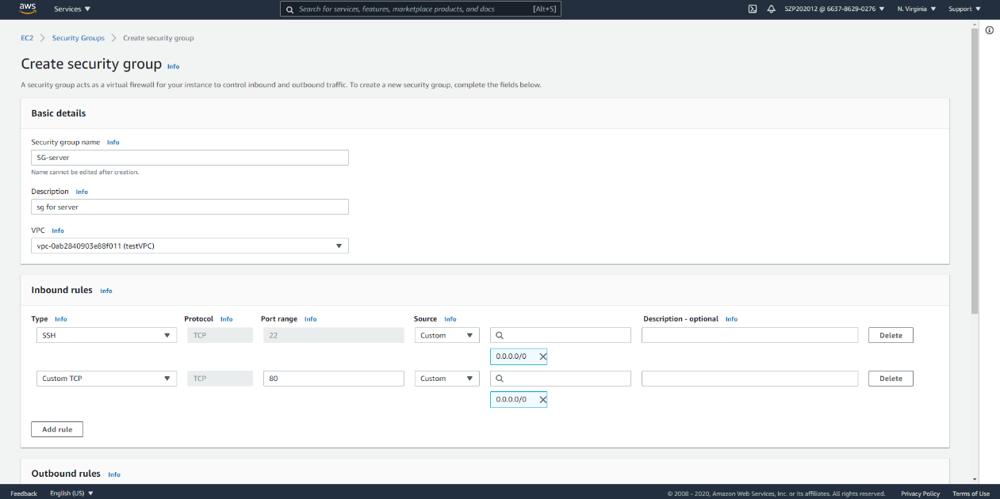 aws Services Search for services, features, marketplace products, and docs [Alt+S] SZP202012 @ 6637-8629-0276 N. Virginia Support
EC2 Security Groups Create security group
Create security group Info
A security group acts as a virtual firewall for your instance to control inbound and outbound traffic. To create a new security group, complete the fields below.
Basic details
Security group name Info
SG-server
Name cannot be edited after creation.
Description Info
sg for server
VPC Info
vpc-0ab2840903e88f011 (testVPC)
Inbound rules Info
Type Info Protocol Info Port range Info Source Info Description - optional Info
SSH TCP 22 Custom Delete
0.0.0.0/0
Custom TCP TCP 80 Custom Delete
0.0.0.0/0
Add rule
Outbound rules Info
Feedback English (US) © 2008 - 2020, Amazon Web Services, Inc. or its affiliates. All rights reserved. Privacy Policy Terms of Use